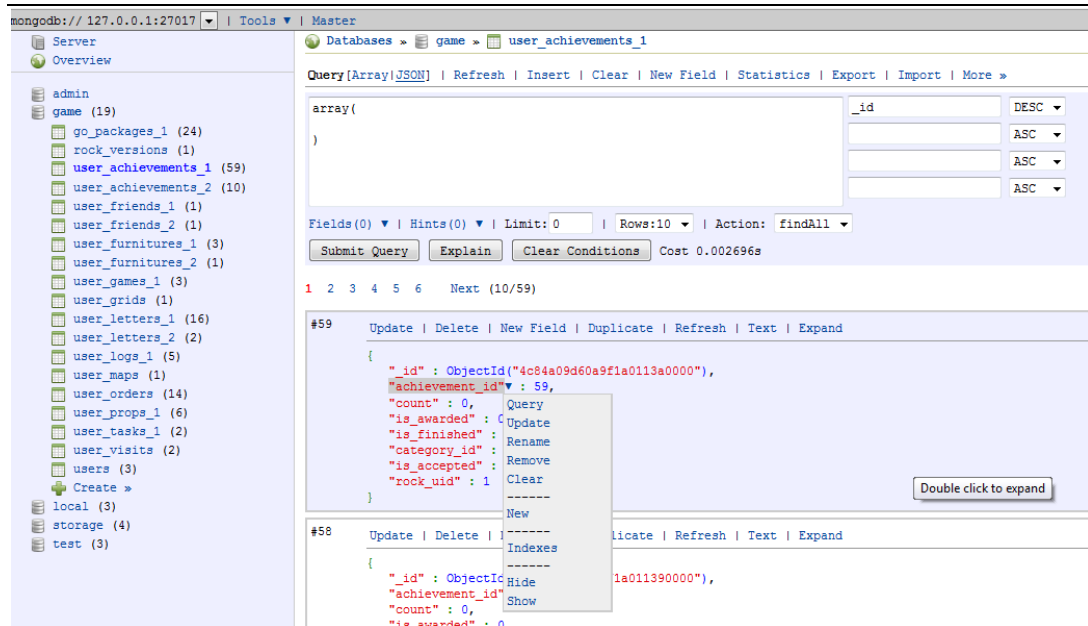 mongodb:// 127.0.0.1:27017 | Tools ▼ | Master
Server
Overview
admin
game (19)
go_packages_1 (24)
rock_versions (1)
user_achievements_1 (59)
user_achievements_2 (10)
user_friends_1 (1)
user_friends_2 (1)
user_furnitures_1 (3)
user_furnitures_2 (1)
user_games_1 (3)
user_grids (1)
user_letters_1 (16)
user_letters_2 (2)
user_logs_1 (5)
user_maps (1)
user_orders (14)
user_props_1 (6)
user_tasks_1 (2)
user_visits (2)
users (3)
Create »
local (3)
storage (4)
test (3)
Databases » game » user_achievements_1
Query[Array|JSON] | Refresh | Insert | Clear | New Field | Statistics | Export | Import | More »
array(
)
_id DESC
ASC
ASC
ASC
Fields(0) ▼ | Hints(0) ▼ | Limit: 0 | Rows:10 | Action: findAll
Submit Query Explain Clear Conditions Cost 0.002696s
1 2 3 4 5 6 Next (10/59)
#59 Update | Delete | New Field | Duplicate | Refresh | Text | Expand
{
"_id" : ObjectId("4c84a09d60a9f1a0113a0000"),
"achievement_id"▼ : 59,
"count" : 0,
"is_awarded" : 0
"is_finished" :
"category_id" :
"is_accepted" :
"rock_uid" : 1
}
Query
Update
Rename
Remove
Clear
------
New
------
Indexes
------
Hide
Show
Double click to expand
#58 Update | Delete | licate | Refresh | Text | Expand
{
"_id" : ObjectId 1a011390000"),
"achievement_id"
"count" : 0,
"is_awarded" : 0